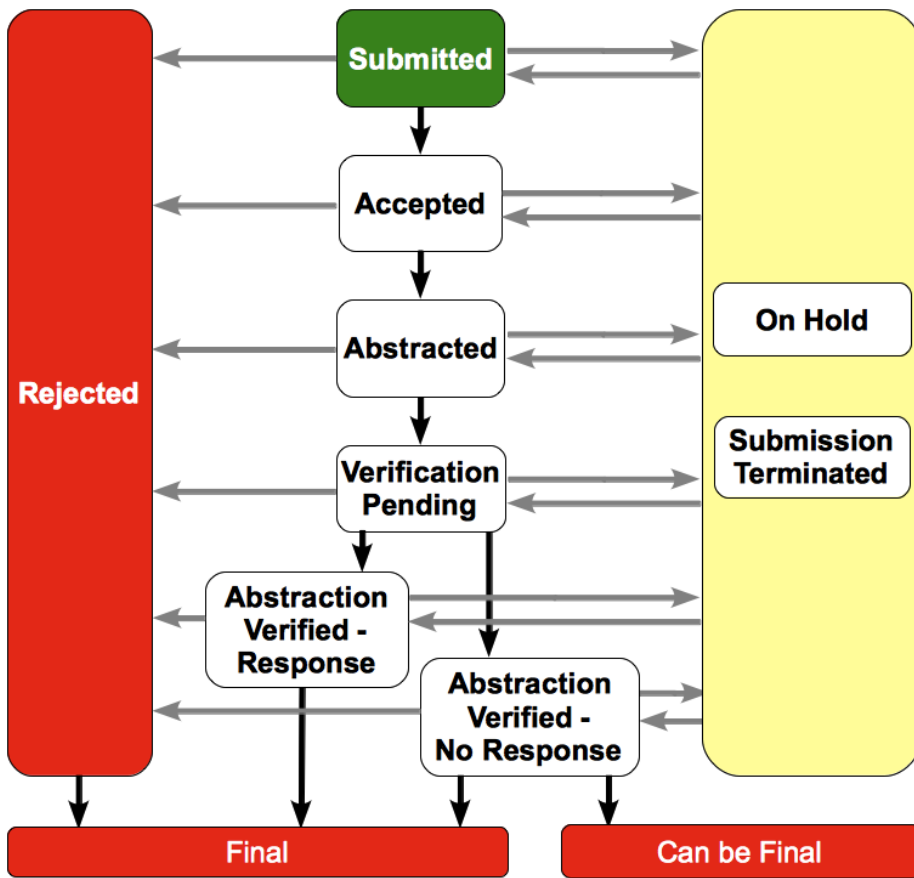 Submitted
Accepted
Abstracted
On Hold
Rejected
Submission
Terminated
Verification
Pending
Abstraction
Verified -
Response
Abstraction
Verified -
No Response
Final
Can be Final